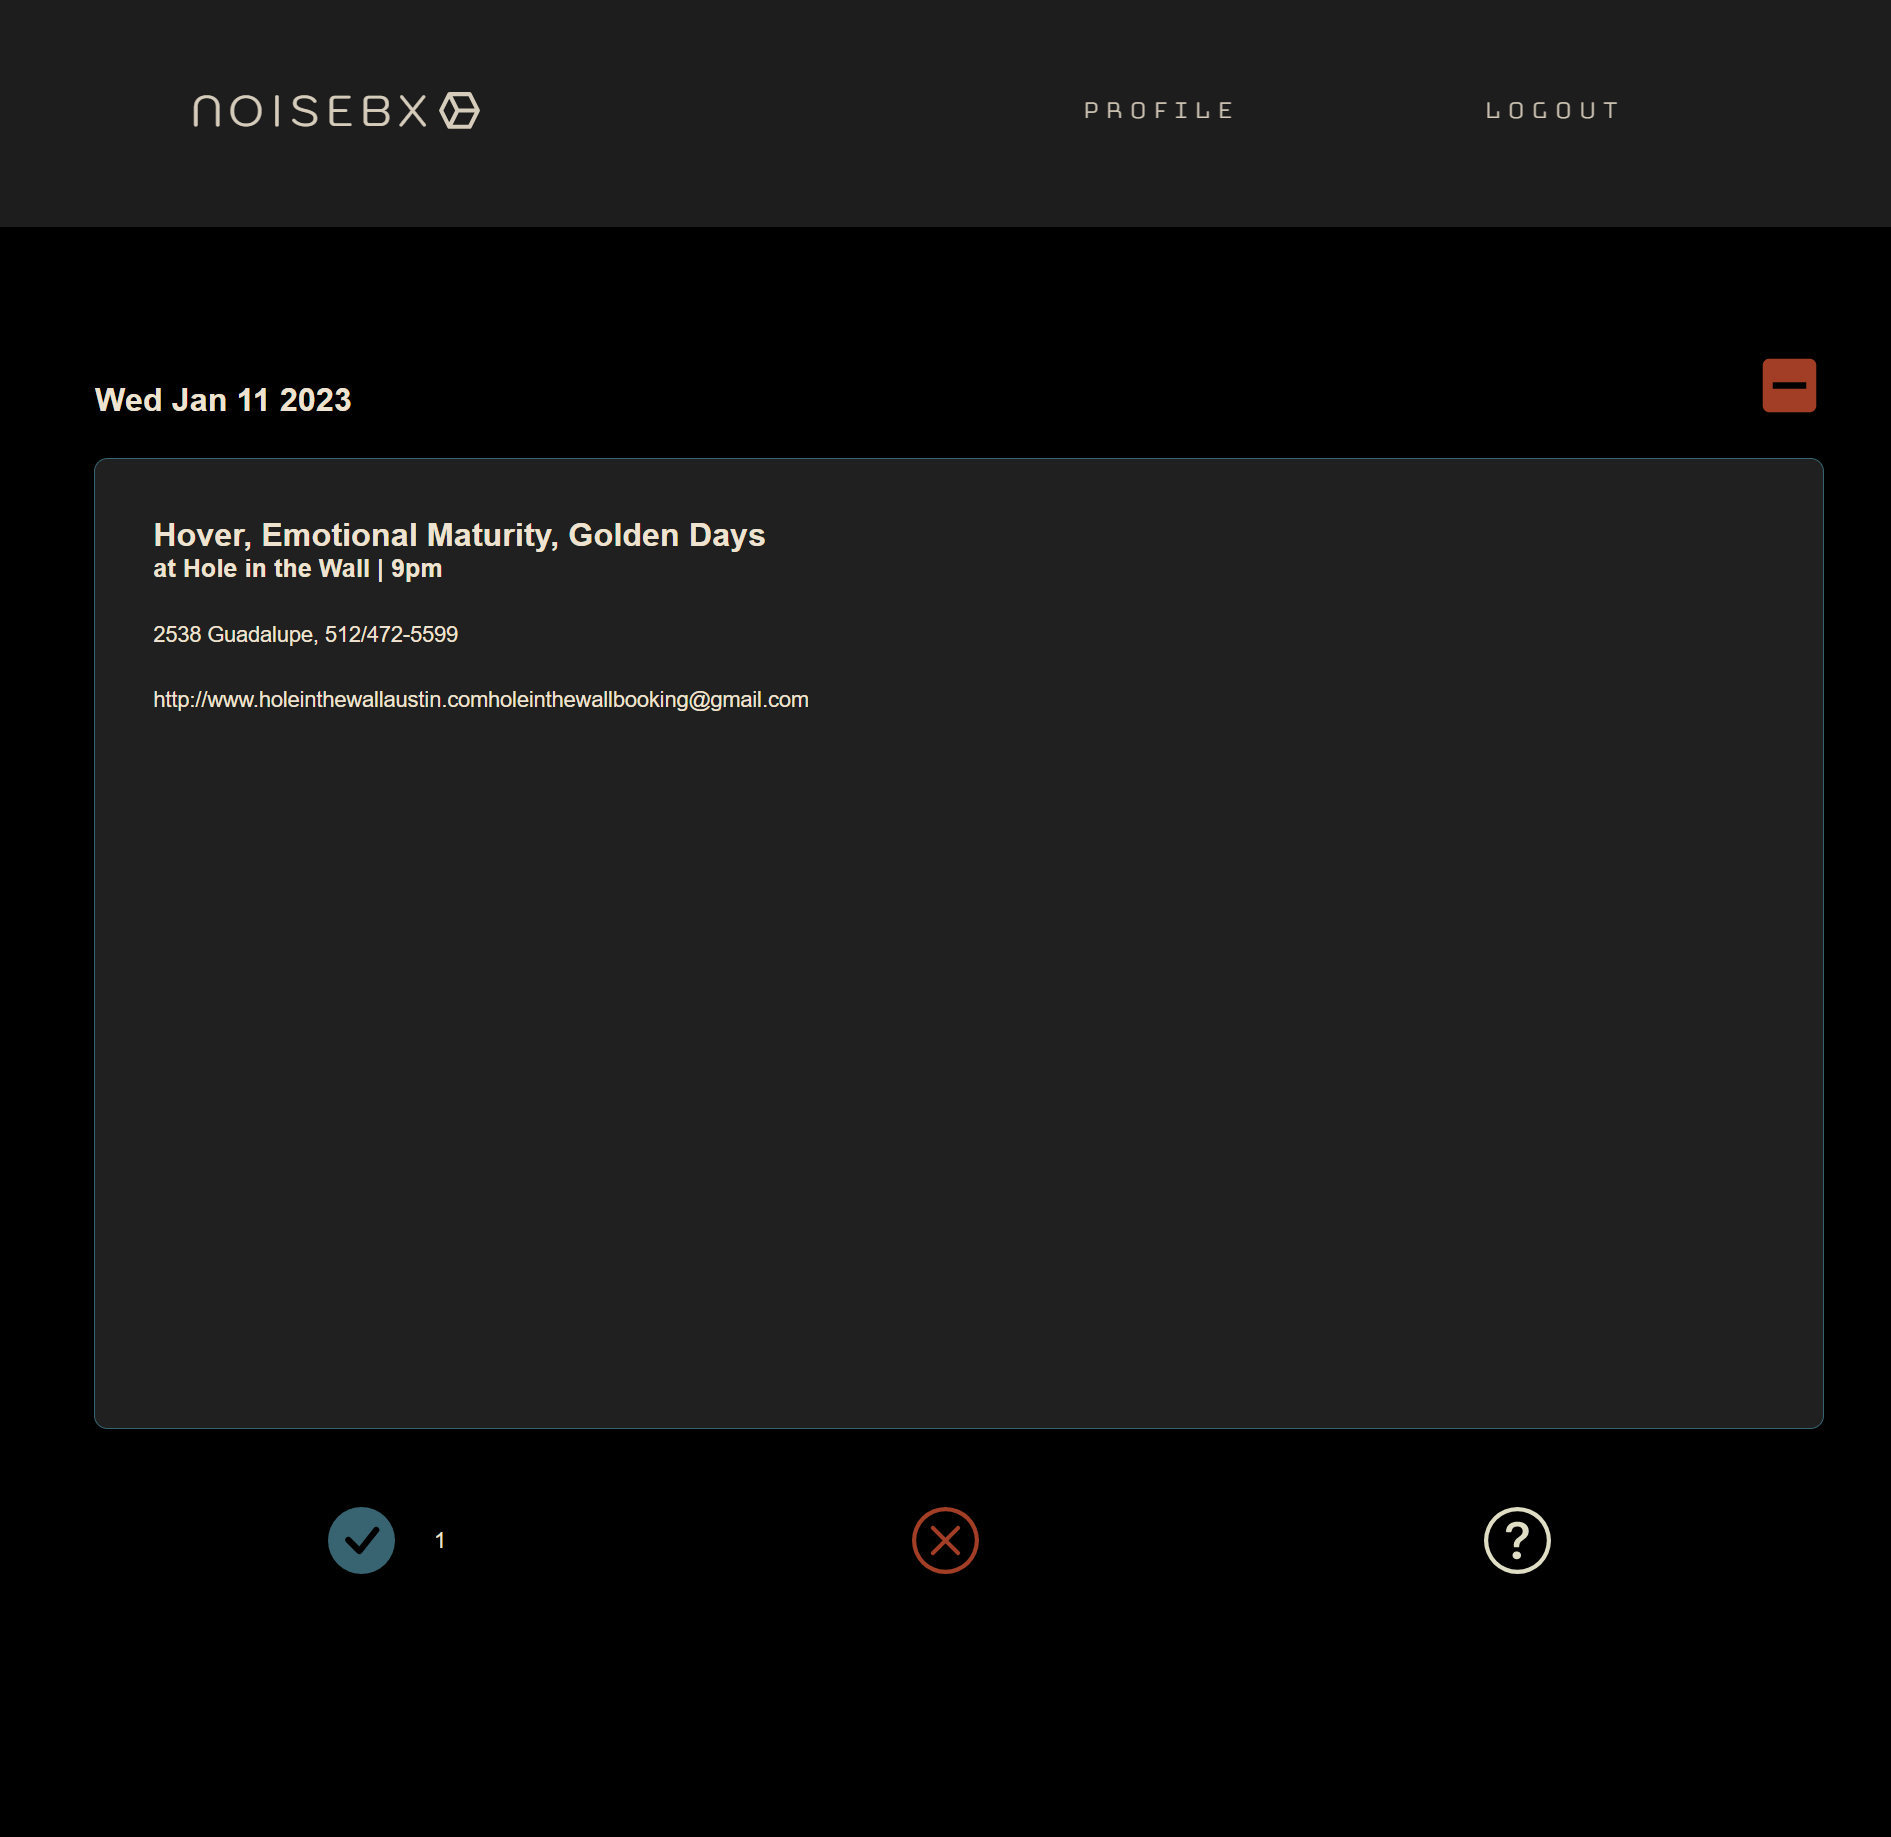 NOISEBX
PROFILE
LOGOUT
Wed Jan 11 2023
Hover, Emotional Maturity, Golden Days
at Hole in the Wall | 9pm
2538 Guadalupe, 512/472-5599
http://www.holeinthewallaustin.comholeinthewallbooking@gmail.com
1
?